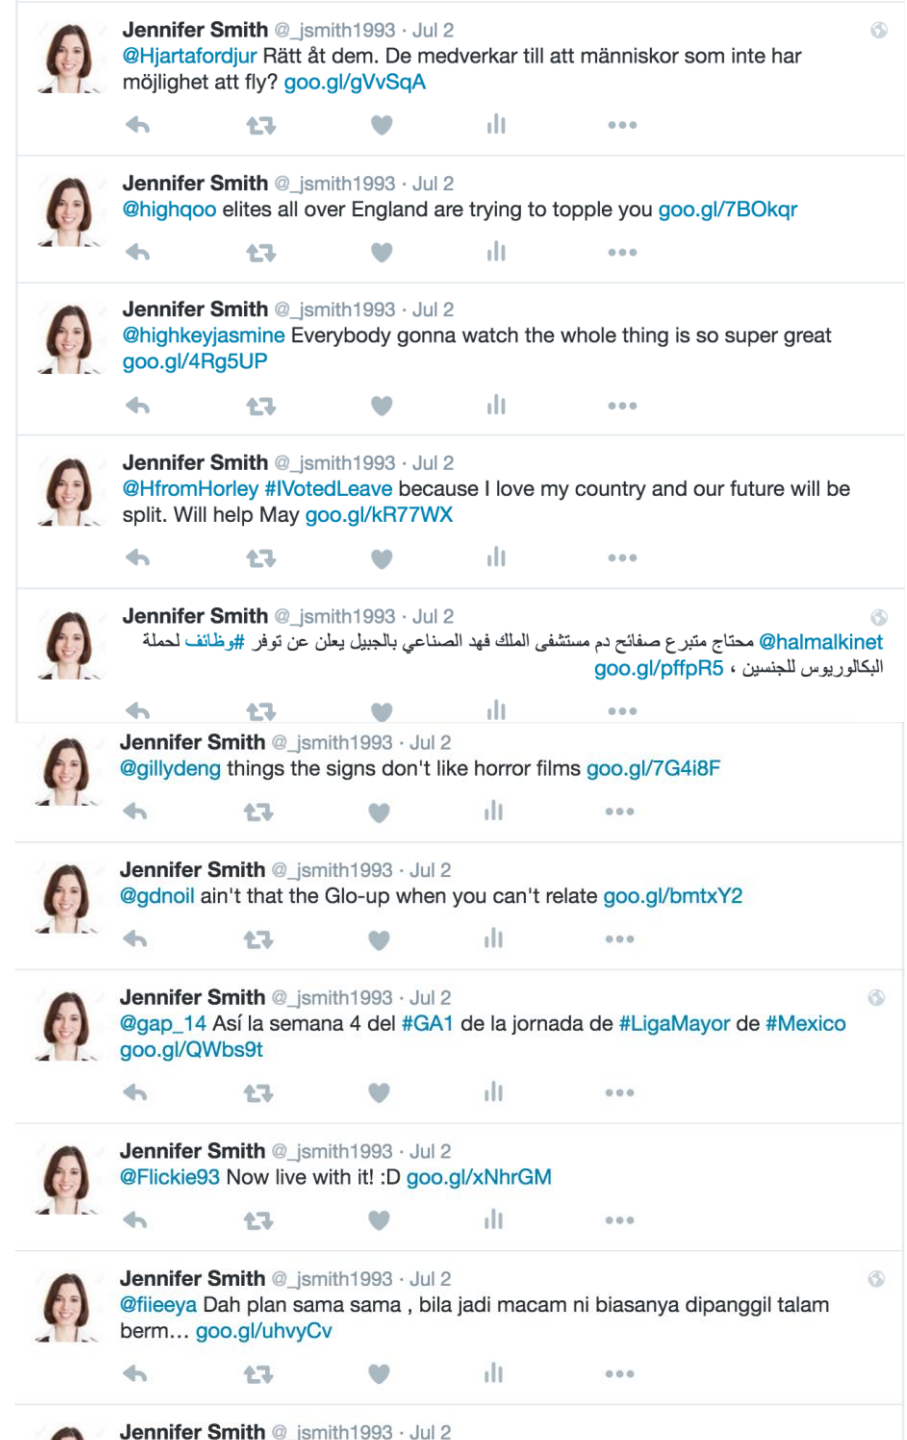 Jennifer Smith @_jsmith1993 · Jul 2
@Hjartafordjur Rätt åt dem. De medverkar till att människor som inte har
möjlighet att fly? goo.gl/gVvSqA
Jennifer Smith @_jsmith1993 · Jul 2
@highqoo elites all over England are trying to topple you goo.gl/7BOkqr
Jennifer Smith @_jsmith1993 · Jul 2
@highkeyjasmine Everybody gonna watch the whole thing is so super great
goo.gl/4Rg5UP
Jennifer Smith @_jsmith1993 · Jul 2
@HfromHorley #IVotedLeave because I love my country and our future will be
split. Will help May goo.gl/kR77WX
Jennifer Smith @_jsmith1993 · Jul 2
@halmalkinet محتاج متبرع صفائح دم مستشفى الملك فهد الصناعي بالجبيل يعلن عن توفر #وظائف لحملة
البكالوريوس للجنسين ، goo.gl/pffpR5
Jennifer Smith @_jsmith1993 · Jul 2
@gillydeng things the signs don't like horror films goo.gl/7G4i8F
Jennifer Smith @_jsmith1993 · Jul 2
@gdnoil ain't that the Glo-up when you can't relate goo.gl/bmtxY2
Jennifer Smith @_jsmith1993 · Jul 2
@gap_14 Así la semana 4 del #GA1 de la jornada de #LigaMayor de #Mexico
goo.gl/QWbs9t
Jennifer Smith @_jsmith1993 · Jul 2
@Flickie93 Now live with it! :D goo.gl/xNhrGM
Jennifer Smith @_jsmith1993 · Jul 2
@fiieeya Dah plan sama sama , bila jadi macam ni biasanya dipanggil talam
berm... goo.gl/uhvyCv
Jennifer Smith @_jsmith1993 · Jul 2